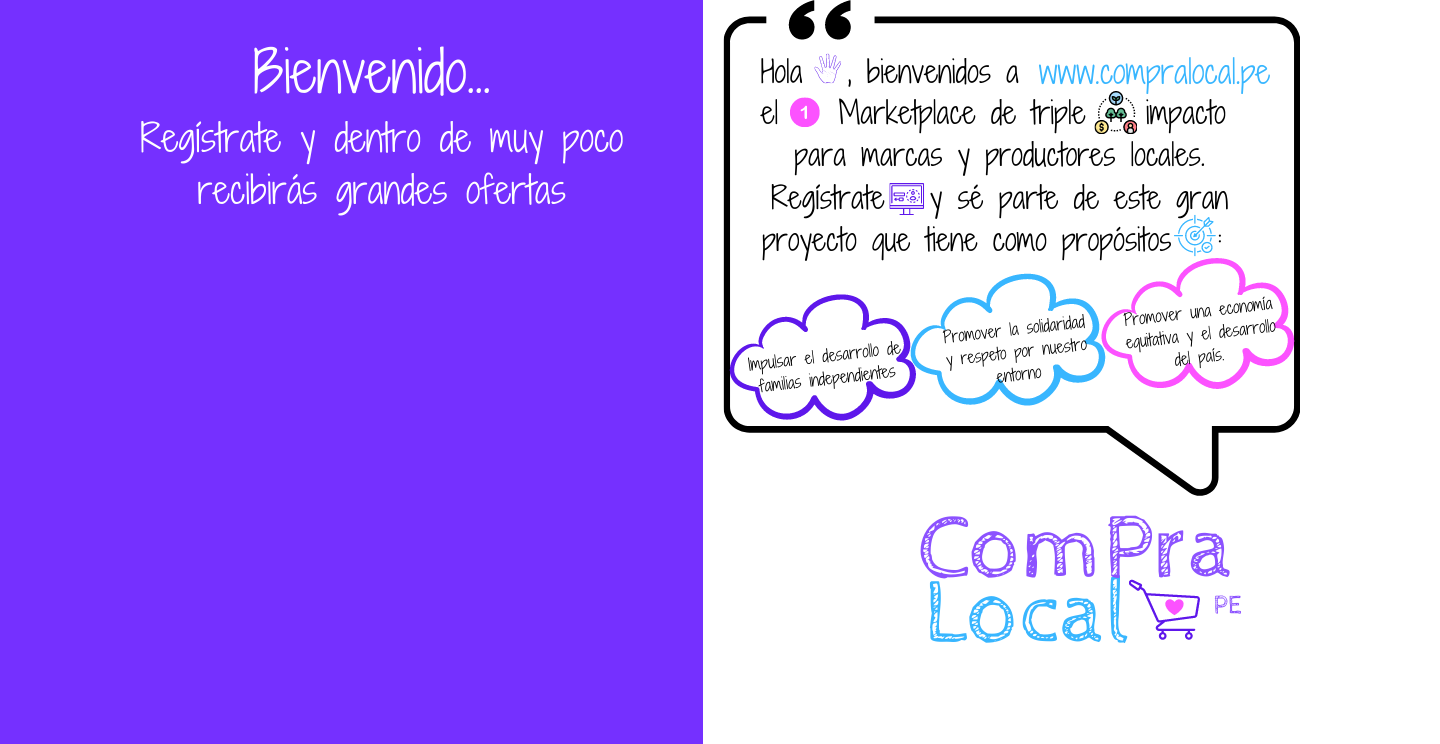 Bienvenido...
Regístrate y dentro de muy poco
recibirás grandes ofertas
Hola , bienvenidos a www.compralocal.pe
el 1 Marketplace de triple impacto
para marcas y productores locales.
Regístrate y sé parte de este gran
proyecto que tiene como propósitos :
Impulsar el desarrollo de
familias independientes
Promover la solidaridad
y respeto por nuestro
entorno
Promover una economía
equitativa y el desarrollo
del país.
ComPra
Local PE